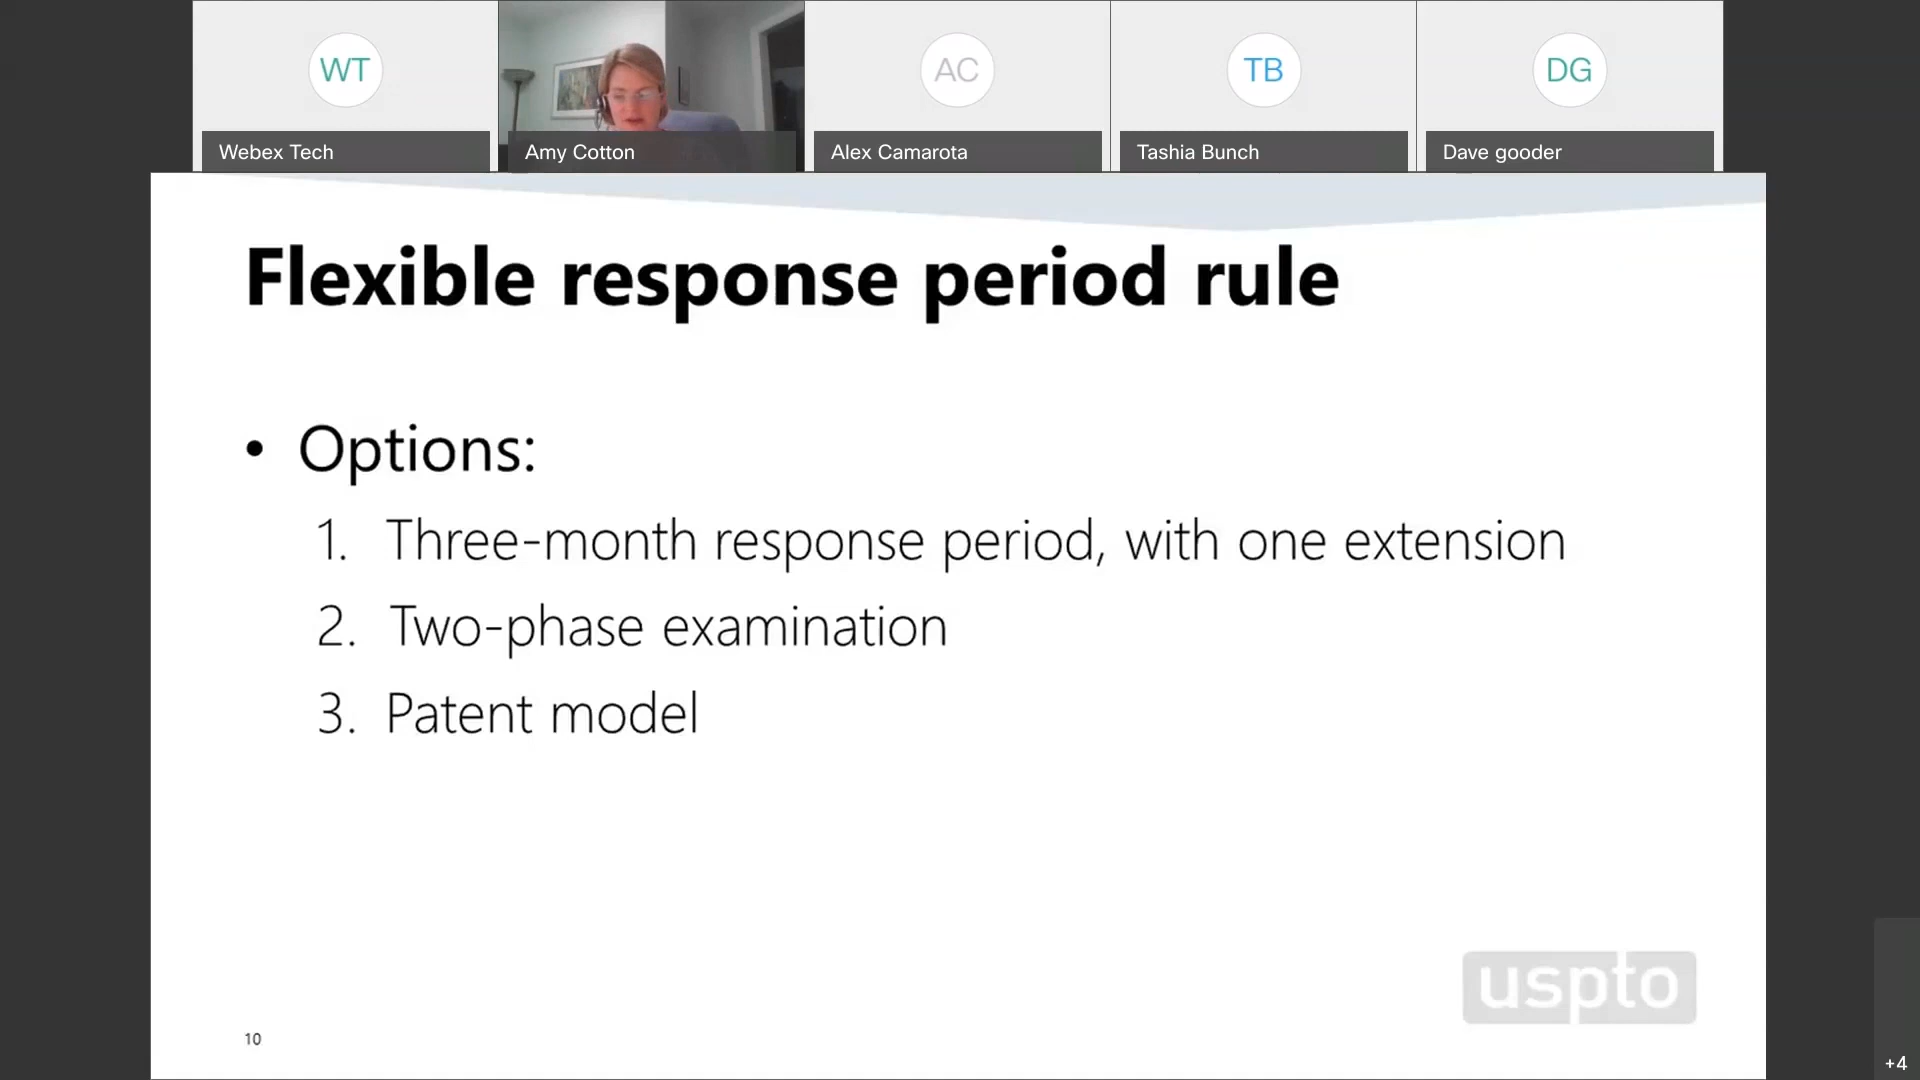 WT
AC
TB
DG
Webex Tech
Amy Cotton
Alex Camarota
Tashia Bunch
Dave gooder
Flexible response period rule
• Options:
1. Three-month response period, with one extension
2. Two-phase examination
3. Patent model
uspto
10
+4